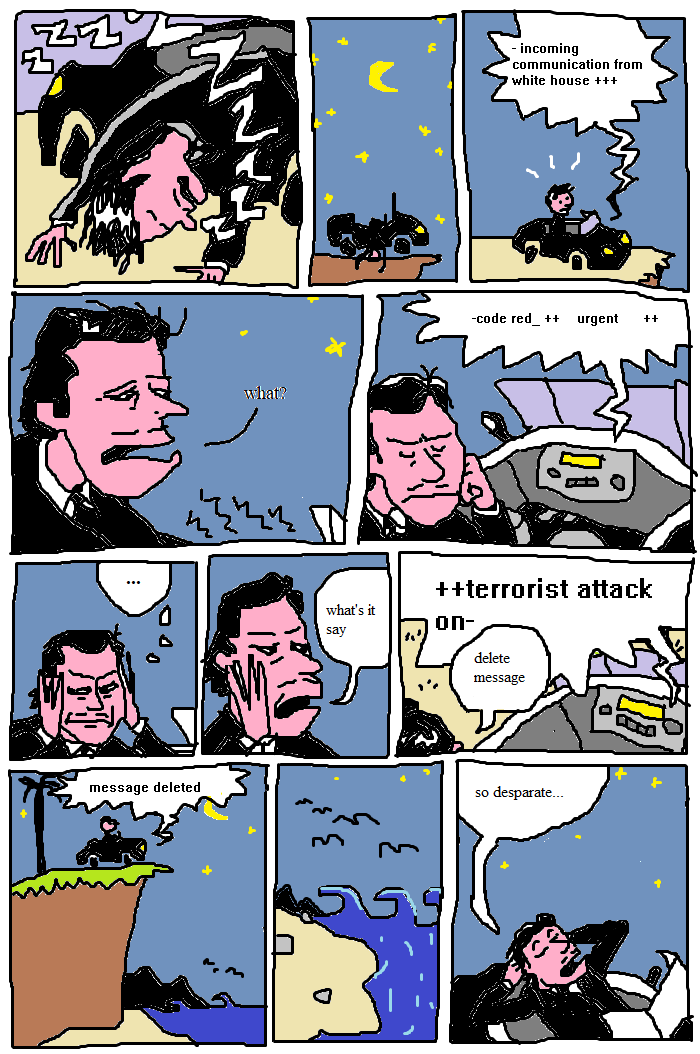 Z Z Z Z
Z Z Z Z Z Z
- incoming
communication from
white house +++
what?
-code red_ ++ urgent ++
...
what's it
say
++terrorist attack
on-
delete
message
message deleted
so desparate...